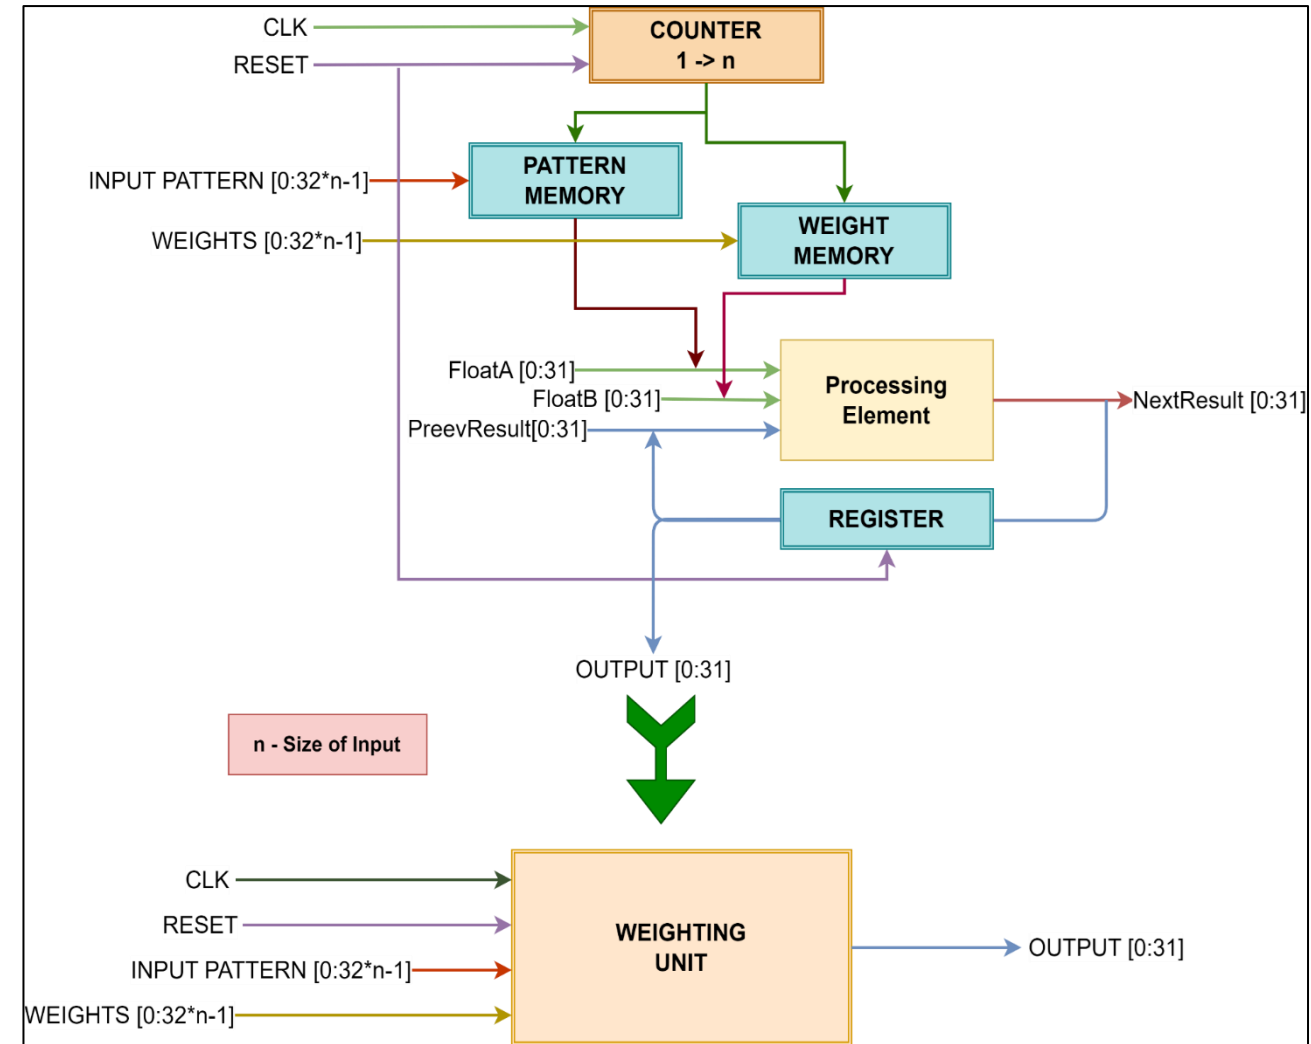 CLK
COUNTER
1 -> n
RESET
PATTERN
MEMORY
INPUT PATTERN [0:32*n-1]
WEIGHT
MEMORY
WEIGHTS [0:32*n-1]
FloatA [0:31]
FloatB [0:31]
PreevResult[0:31]
Processing
Element
NextResult [0:31]
REGISTER
OUTPUT [0:31]
n - Size of Input
CLK
RESET
INPUT PATTERN [0:32*n-1]
WEIGHTS [0:32*n-1]
WEIGHTING
UNIT
OUTPUT [0:31]